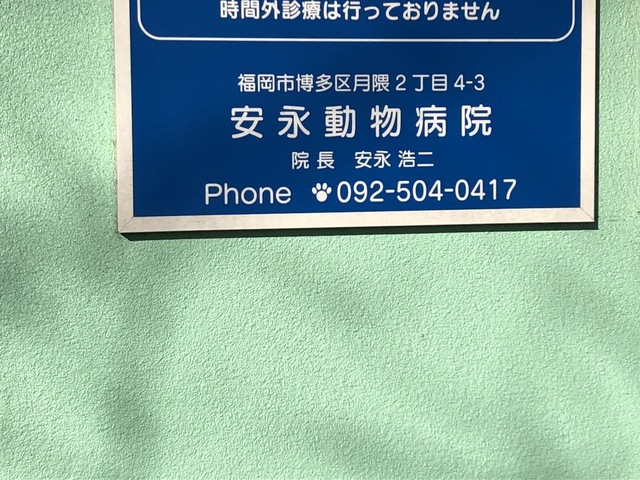 時間外診療は行っておりません
福岡市博多区月隈2丁目4-3
安永動物病院
院長 安永浩二
Phone 092-504-0417